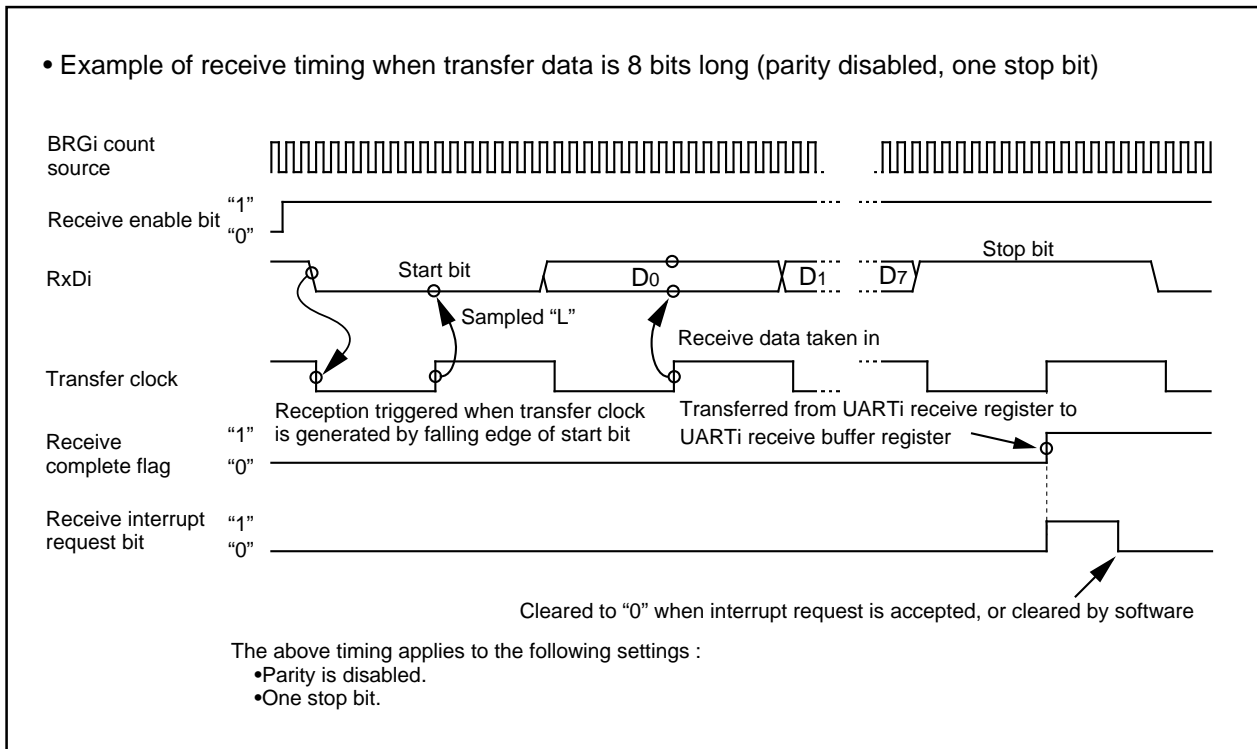 • Example of receive timing when transfer data is 8 bits long (parity disabled, one stop bit)
BRGi count
source
Receive enable bit
“1”
“0”
RxDi
Start bit
D0
D1
D7
Stop bit
Sampled “L”
Receive data taken in
Transfer clock
Reception triggered when transfer clock
is generated by falling edge of start bit
Transferred from UARTi receive register to
UARTi receive buffer register
Receive
complete flag
“1”
“0”
Receive interrupt
request bit
“1”
“0”
Cleared to “0” when interrupt request is accepted, or cleared by software
The above timing applies to the following settings :
•Parity is disabled.
•One stop bit.